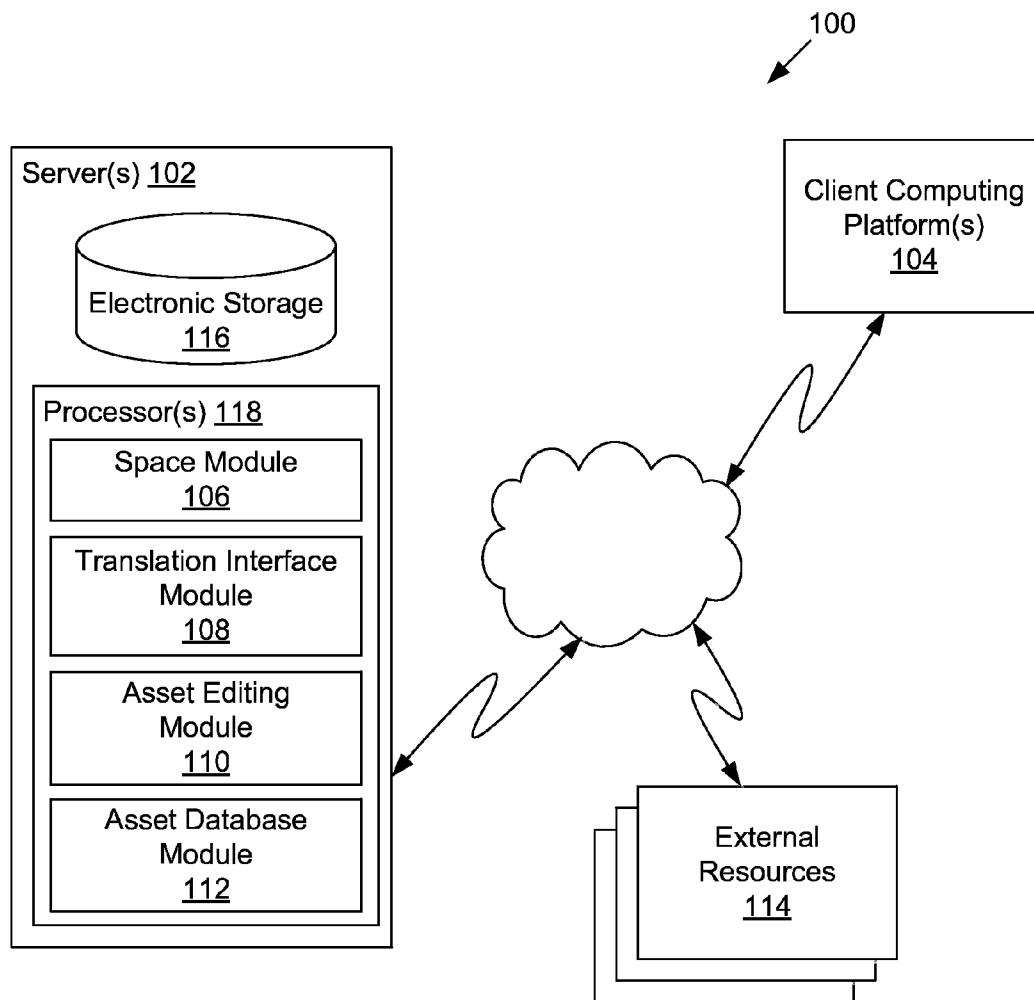 100
Server(s) 102
Electronic Storage
116
Processor(s) 118
Space Module
106
Translation Interface
Module
108
Asset Editing
Module
110
Asset Database
Module
112
Client Computing
Platform(s)
104
External
Resources
114